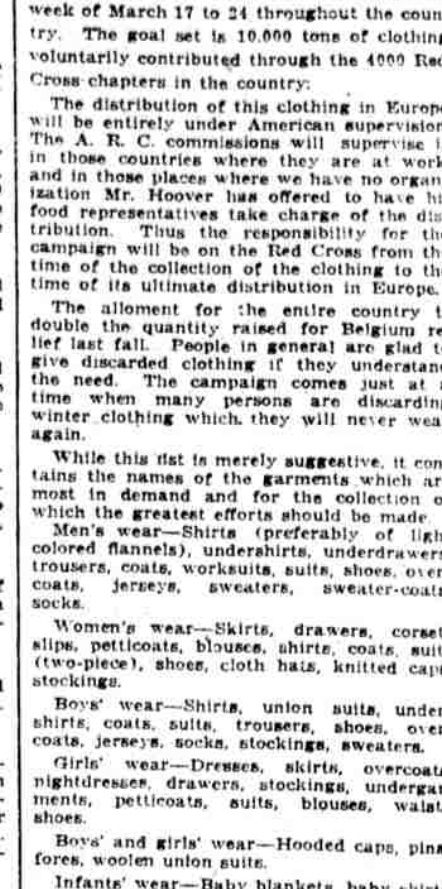 week of March 17 to 24 throughout the coun
try. The goal set is 10,000 tons of clothing
voluntarily contributed through the 4000 Red
Cross chapters in the country.
The distribution of this clothing in Europe
will be entirely under American supervision
The A. R. C. commissions will supervise i
in those countries where they are at work
and in those places where we have no organ
ization Mr. Hoover has offered to have hi
food representatives take charge of the dis
tribution. Thus the responsibility for the
campaign will be on the Red Cross from th
time of the collection of the clothing to the
time of its ultimate distribution in Europe.
The alloment for the entire country i
double the quantity raised for Belgium re
lief last fall. People in general are glad t
give discarded clothing if they understand
the need. The campaign comes just at a
time when many persons are discarding
winter clothing which they will never wea
again.
While this list is merely suggestive, it con
tains the names of the garments which ar
most in demand and for the collection o
which the greatest efforts should be made.
Men's wear—Shirts (preferably of ligh
colored flannels), undershirts, underdrawers
trousers, coats, worksuits, suits, shoes, over
coats, jerseys, sweaters, sweater-coats
socks.
Women's wear—Skirts, drawers, corset
slips, petticoats, blouses, shirts, coats, suit
(two-piece), shoes, cloth hats, knitted caps
stockings.
Boys' wear—Shirts, union suits, under
shirts, coats, suits, trousers, shoes, over
coats, jerseys, socks, stockings, sweaters.
Girls' wear—Dresses, skirts, overcoats
nightdresses, drawers, stockings, undergar
ments, petticoats, suits, blouses, waist
shoes.
Boys' and girls' wear—Hooded caps, pina
fores, woolen union suits.
Infants' wear—Baby blankets, baby